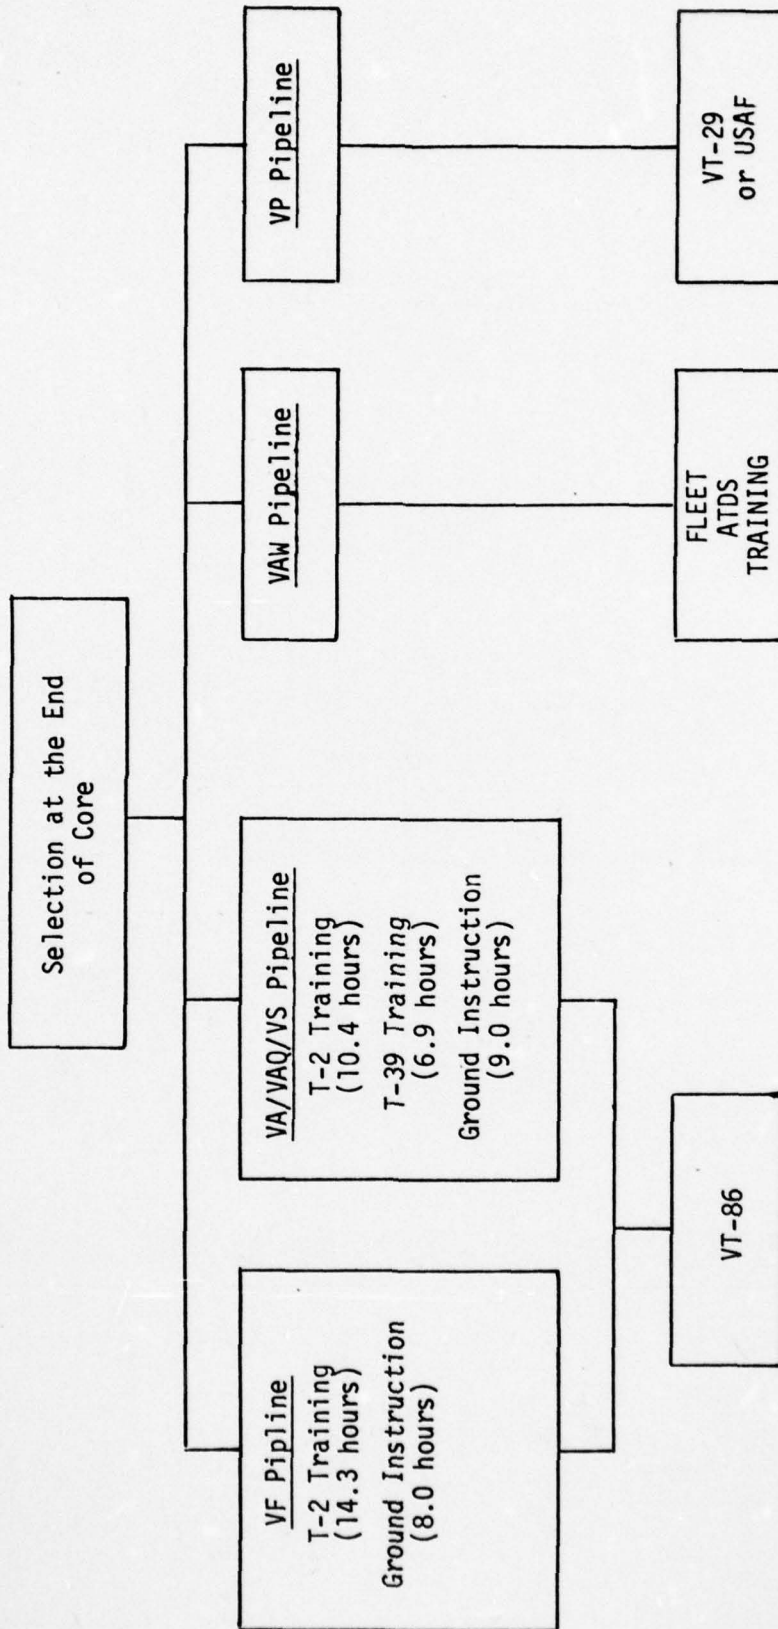 Selection at the End
of Core
VF Pipline
T-2 Training
(14.3 hours)
Ground Instruction
(8.0 hours)
VA/VAQ/VS Pipeline
T-2 Training
(10.4 hours)
T-39 Training
(6.9 hours)
Ground Instruction
(9.0 hours)
VAW Pipeline
VP Pipeline
VT-86
FLEET
ATDS
TRAINING
VT-29
or USAF